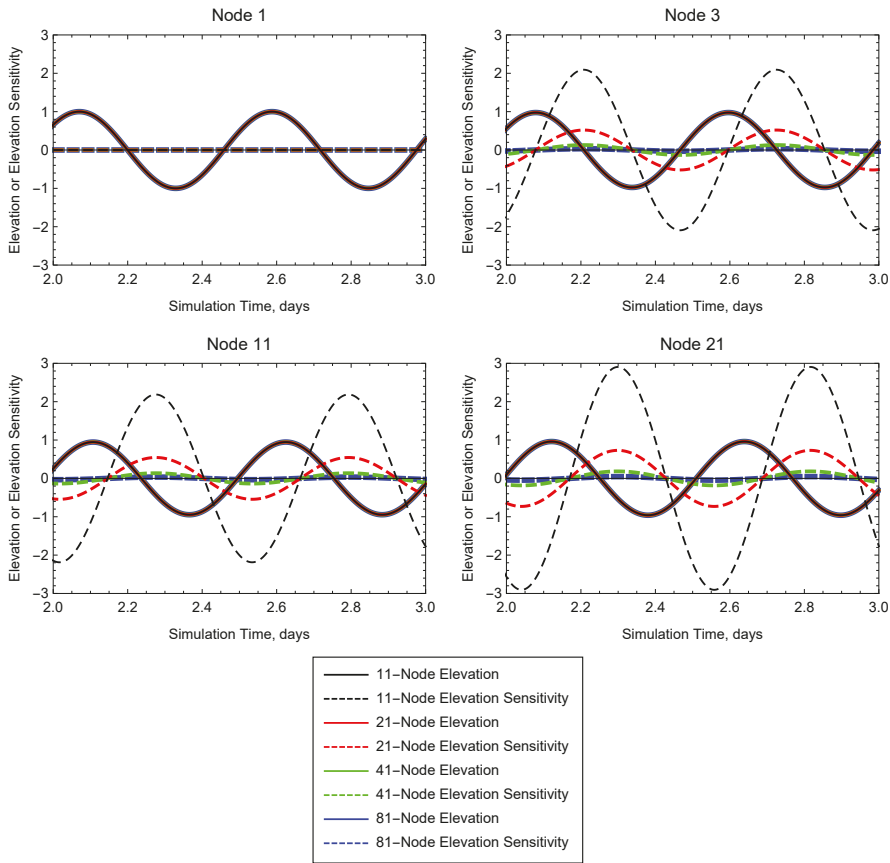 Node 1
Node 3
Elevation or Elevation Sensitivity
3
2
1
0
−1
−2
−3
2.0 2.2 2.4 2.6 2.8 3.0
Simulation Time, days
Elevation or Elevation Sensitivity
3
2
1
0
−1
−2
−3
2.0 2.2 2.4 2.6 2.8 3.0
Simulation Time, days
Node 11
Node 21
Elevation or Elevation Sensitivity
3
2
1
0
−1
−2
−3
2.0 2.2 2.4 2.6 2.8 3.0
Simulation Time, days
Elevation or Elevation Sensitivity
3
2
1
0
−1
−2
−3
2.0 2.2 2.4 2.6 2.8 3.0
Simulation Time, days
11−Node Elevation
11−Node Elevation Sensitivity
21−Node Elevation
21−Node Elevation Sensitivity
41−Node Elevation
41−Node Elevation Sensitivity
81−Node Elevation
81−Node Elevation Sensitivity